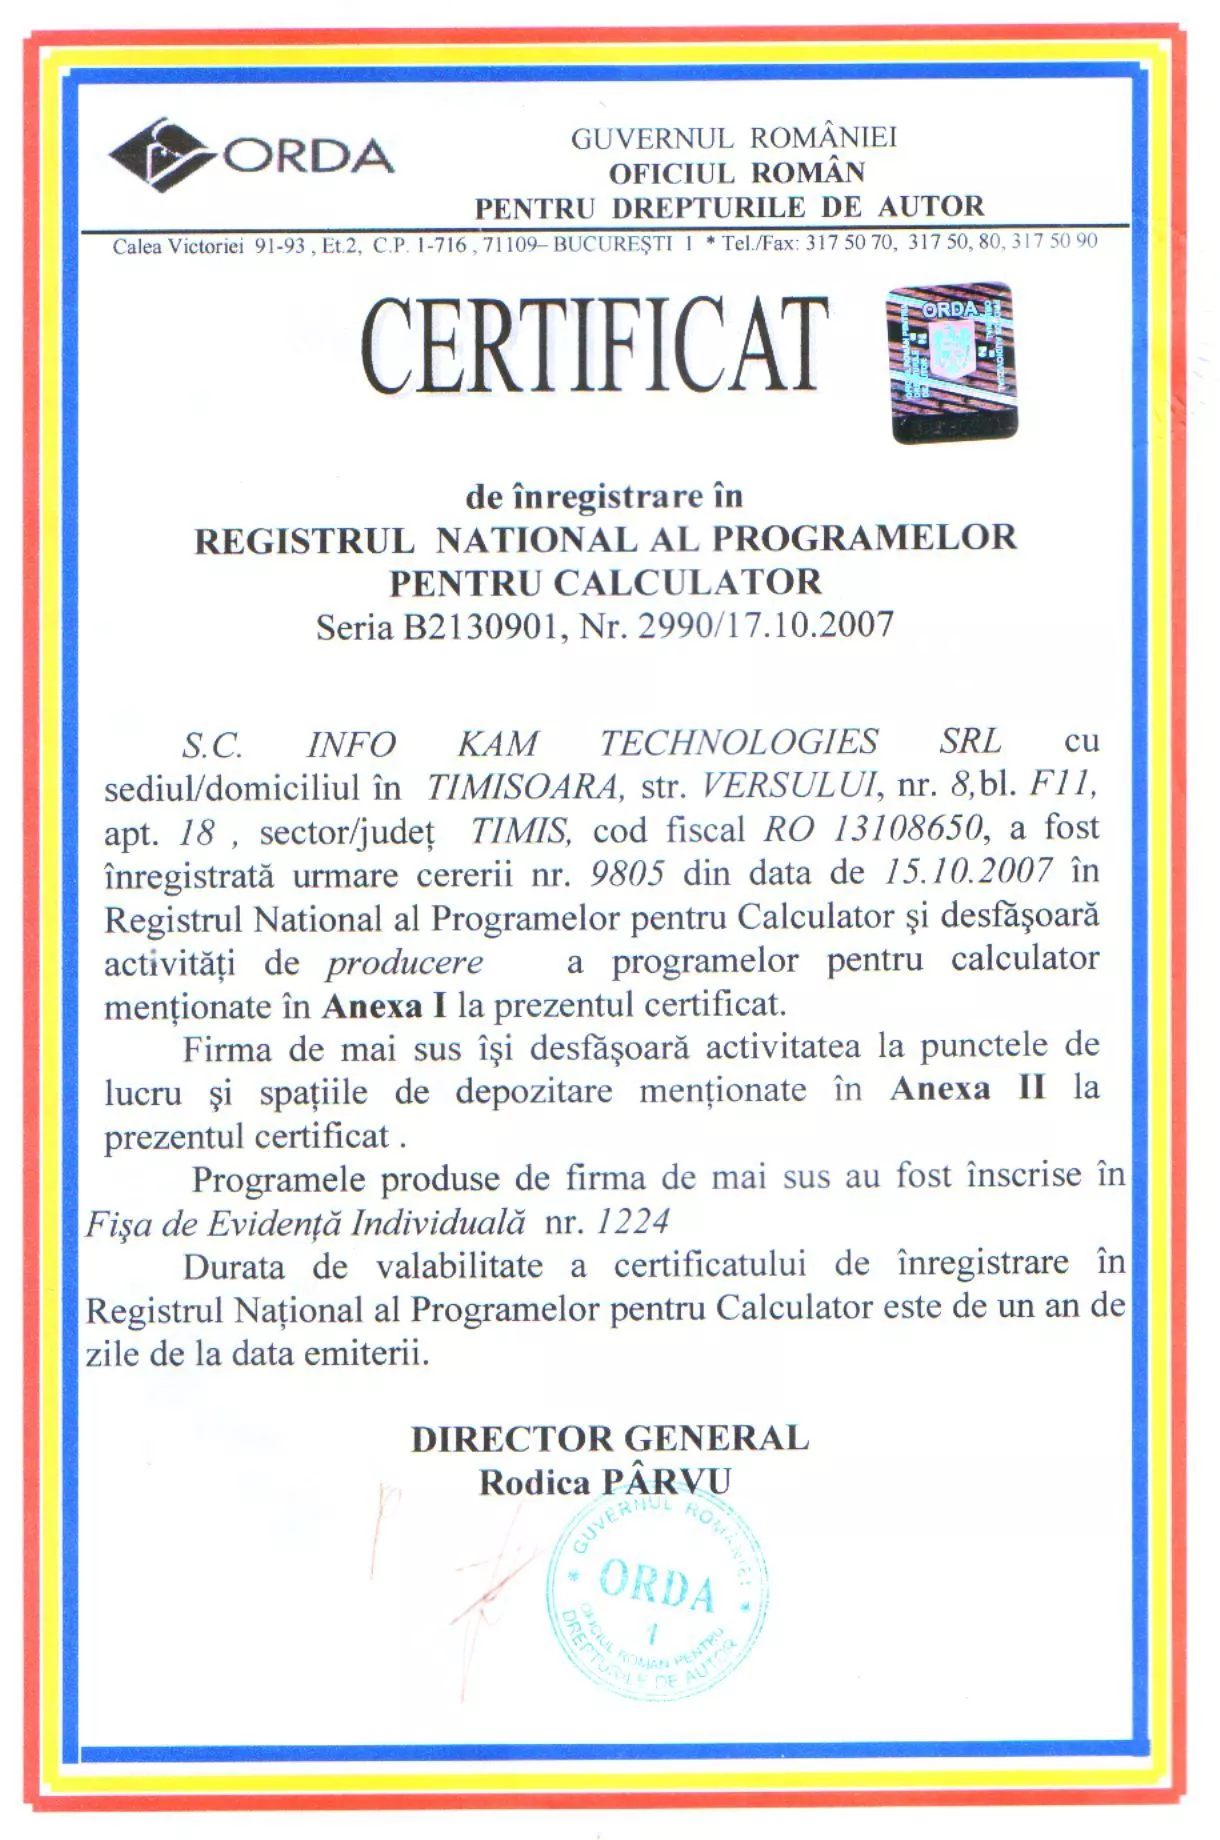 ORDA
GUVERNUL ROMÂNIEI
OFICIUL ROMÂN
PENTRU DREPTURILE DE AUTOR
Calea Victoriei 91-93 , Et.2, C.P. 1-716 , 71109– BUCUREŞTI 1 * Tel./Fax: 317 50 70, 317 50, 80, 317 50 90
CERTIFICAT
ORDA
de înregistrare în
REGISTRUL NATIONAL AL PROGRAMELOR
PENTRU CALCULATOR
Seria B2130901, Nr. 2990/17.10.2007
S.C. INFO KAM TECHNOLOGIES SRL cu
sediul/domiciliul în TIMISOARA, str. VERSULUI, nr. 8,bl. F11,
apt. 18 , sector/judeţ TIMIS, cod fiscal RO 13108650, a fost
înregistrată urmare cererii nr. 9805 din data de 15.10.2007 în
Registrul National al Programelor pentru Calculator şi desfăşoară
activităţi de producere a programelor pentru calculator
menţionate în Anexa I la prezentul certificat.
Firma de mai sus îşi desfăşoară activitatea la punctele de
lucru şi spaţiile de depozitare menţionate în Anexa II la
prezentul certificat .
Programele produse de firma de mai sus au fost înscrise în
Fişa de Evidenţă Individuală nr. 1224
Durata de valabilitate a certificatului de înregistrare în
Registrul Naţional al Programelor pentru Calculator este de un an de
zile de la data emiterii.
DIRECTOR GENERAL
Rodica PÂRVU
* GUVERNUL ROMÂNIEI *
ORDA
1
OFICIUL ROMAN PENTRU
DREPTURILE DE AUTOR